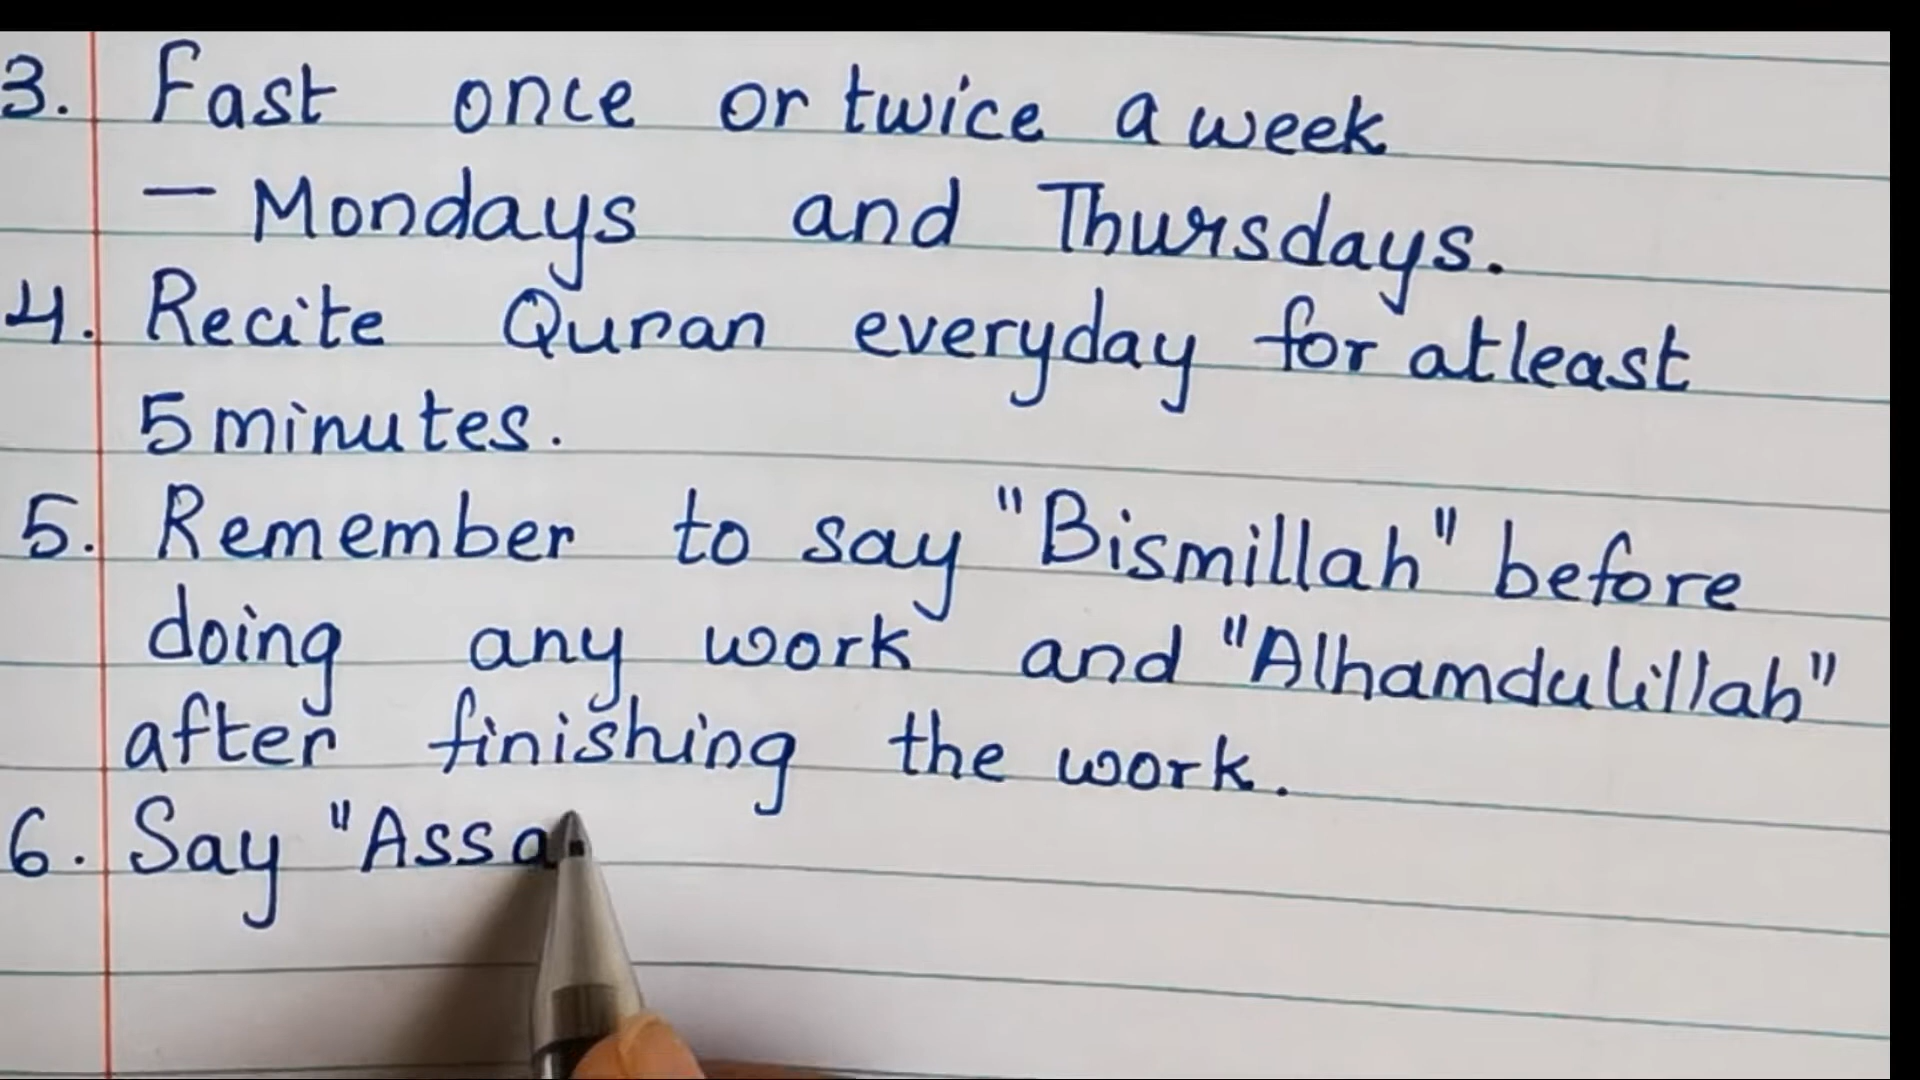 3. Fast once or twice a week
— Mondays and Thursdays.
4. Recite Quran everyday for atleast
5 minutes.
5. Remember to say "Bismillah" before
doing any work and "Alhamdulillah"
after finishing the work.
6. Say "Assa